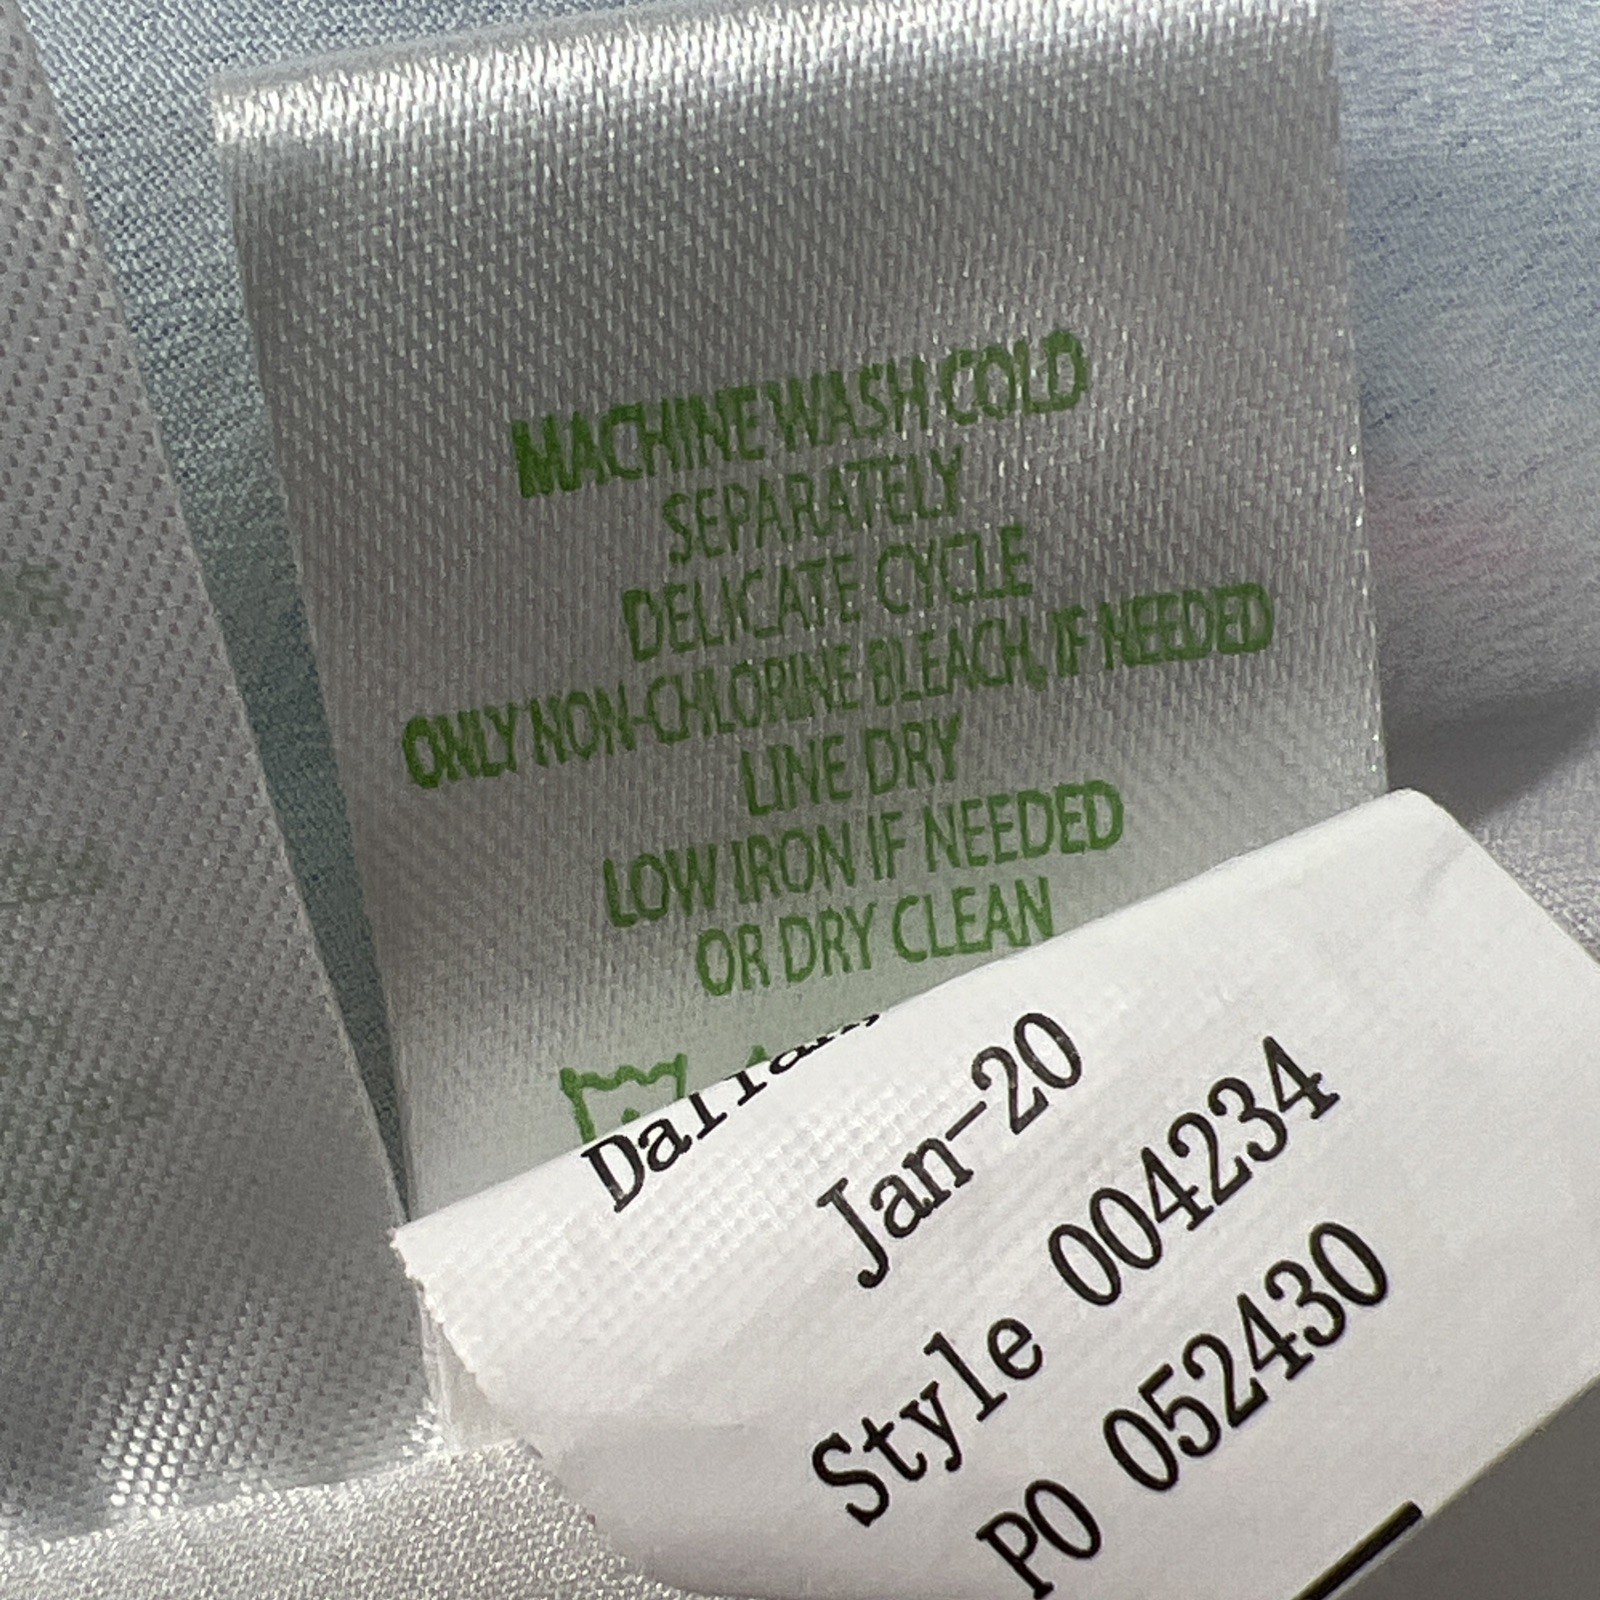 MACHINE WASH COLD
SEPARATELY
DELICATE CYCLE
ONLY NON-CHLORINE BLEACH, IF NEEDED
LINE DRY
LOW IRON IF NEEDED
OR DRY CLEAN
Jan-20
Style 004234
PO 052430